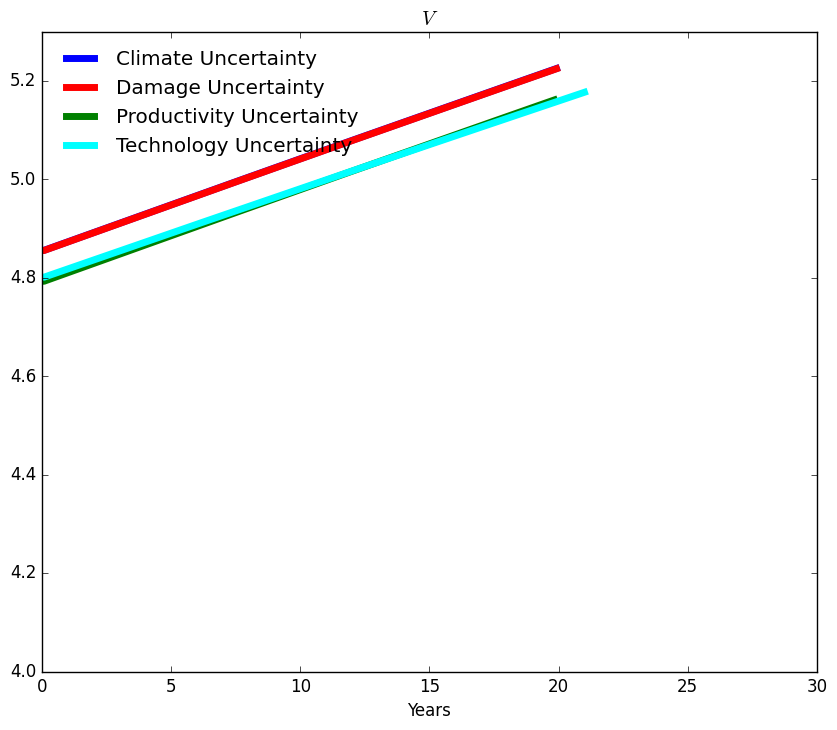 V
Climate Uncertainty
Damage Uncertainty
Productivity Uncertainty
Technology Uncertainty
5.2
5.0
4.8
4.6
4.4
4.2
4.0
0 5 10 15 20 25 30
Years